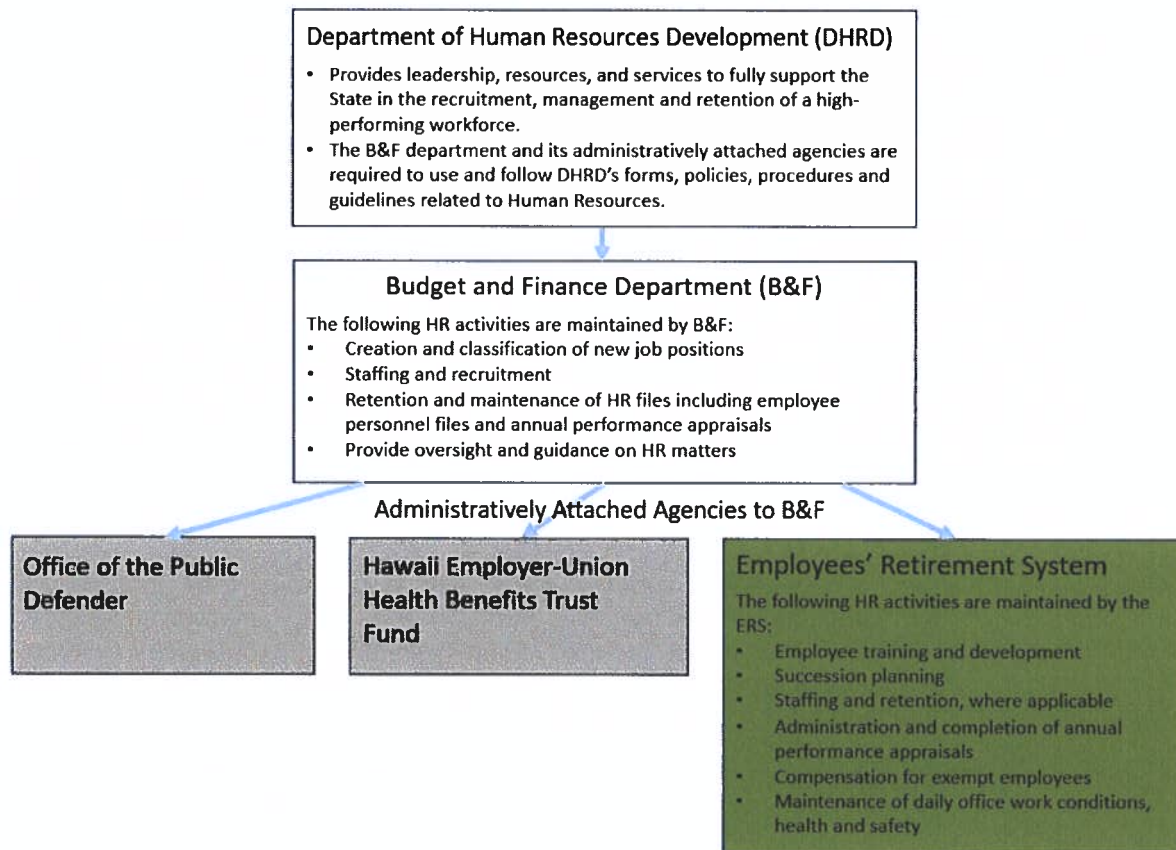 Department of Human Resources Development (DHRD)
• Provides leadership, resources, and services to fully support the
State in the recruitment, management and retention of a high-
performing workforce.
• The B&F department and its administratively attached agencies are
required to use and follow DHRD's forms, policies, procedures and
guidelines related to Human Resources.
Budget and Finance Department (B&F)
The following HR activities are maintained by B&F:
• Creation and classification of new job positions
• Staffing and recruitment
• Retention and maintenance of HR files including employee
personnel files and annual performance appraisals
• Provide oversight and guidance on HR matters
Administratively Attached Agencies to B&F
Office of the Public
Defender
Hawaii Employer-Union
Health Benefits Trust
Fund
Employees' Retirement System
The following HR activities are maintained by the
ERS:
• Employee training and development
• Succession planning
• Staffing and retention, where applicable
• Administration and completion of annual
performance appraisals
• Compensation for exempt employees
• Maintenance of daily office work conditions,
health and safety